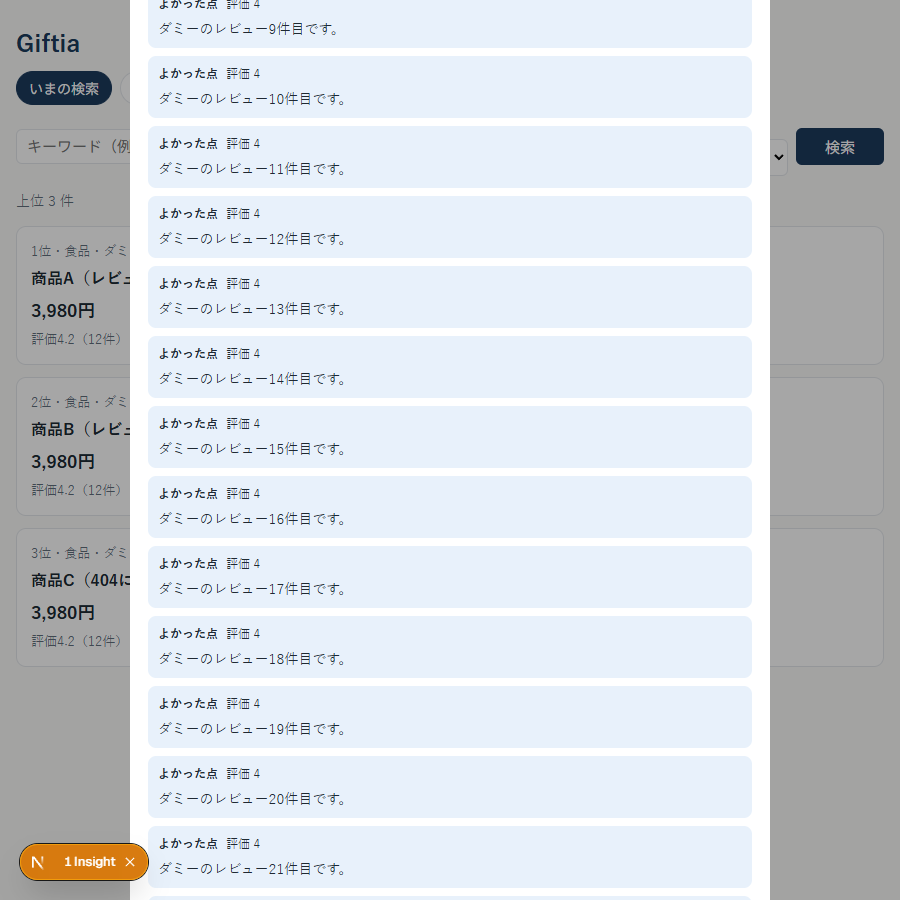 Giftia
いまの検索
キーワード（例
検索
上位 3 件
1位・食品・ダミ
商品A（レビュ
3,980円
評価4.2（12件）
2位・食品・ダミ
商品B（レビュ
3,980円
評価4.2（12件）
3位・食品・ダミ
商品C（404に
3,980円
評価4.2（12件）
よかった点 評価 4
ダミーのレビュー9件目です。
よかった点 評価 4
ダミーのレビュー10件目です。
よかった点 評価 4
ダミーのレビュー11件目です。
よかった点 評価 4
ダミーのレビュー12件目です。
よかった点 評価 4
ダミーのレビュー13件目です。
よかった点 評価 4
ダミーのレビュー14件目です。
よかった点 評価 4
ダミーのレビュー15件目です。
よかった点 評価 4
ダミーのレビュー16件目です。
よかった点 評価 4
ダミーのレビュー17件目です。
よかった点 評価 4
ダミーのレビュー18件目です。
よかった点 評価 4
ダミーのレビュー19件目です。
よかった点 評価 4
ダミーのレビュー20件目です。
よかった点 評価 4
ダミーのレビュー21件目です。
N 1 Insight